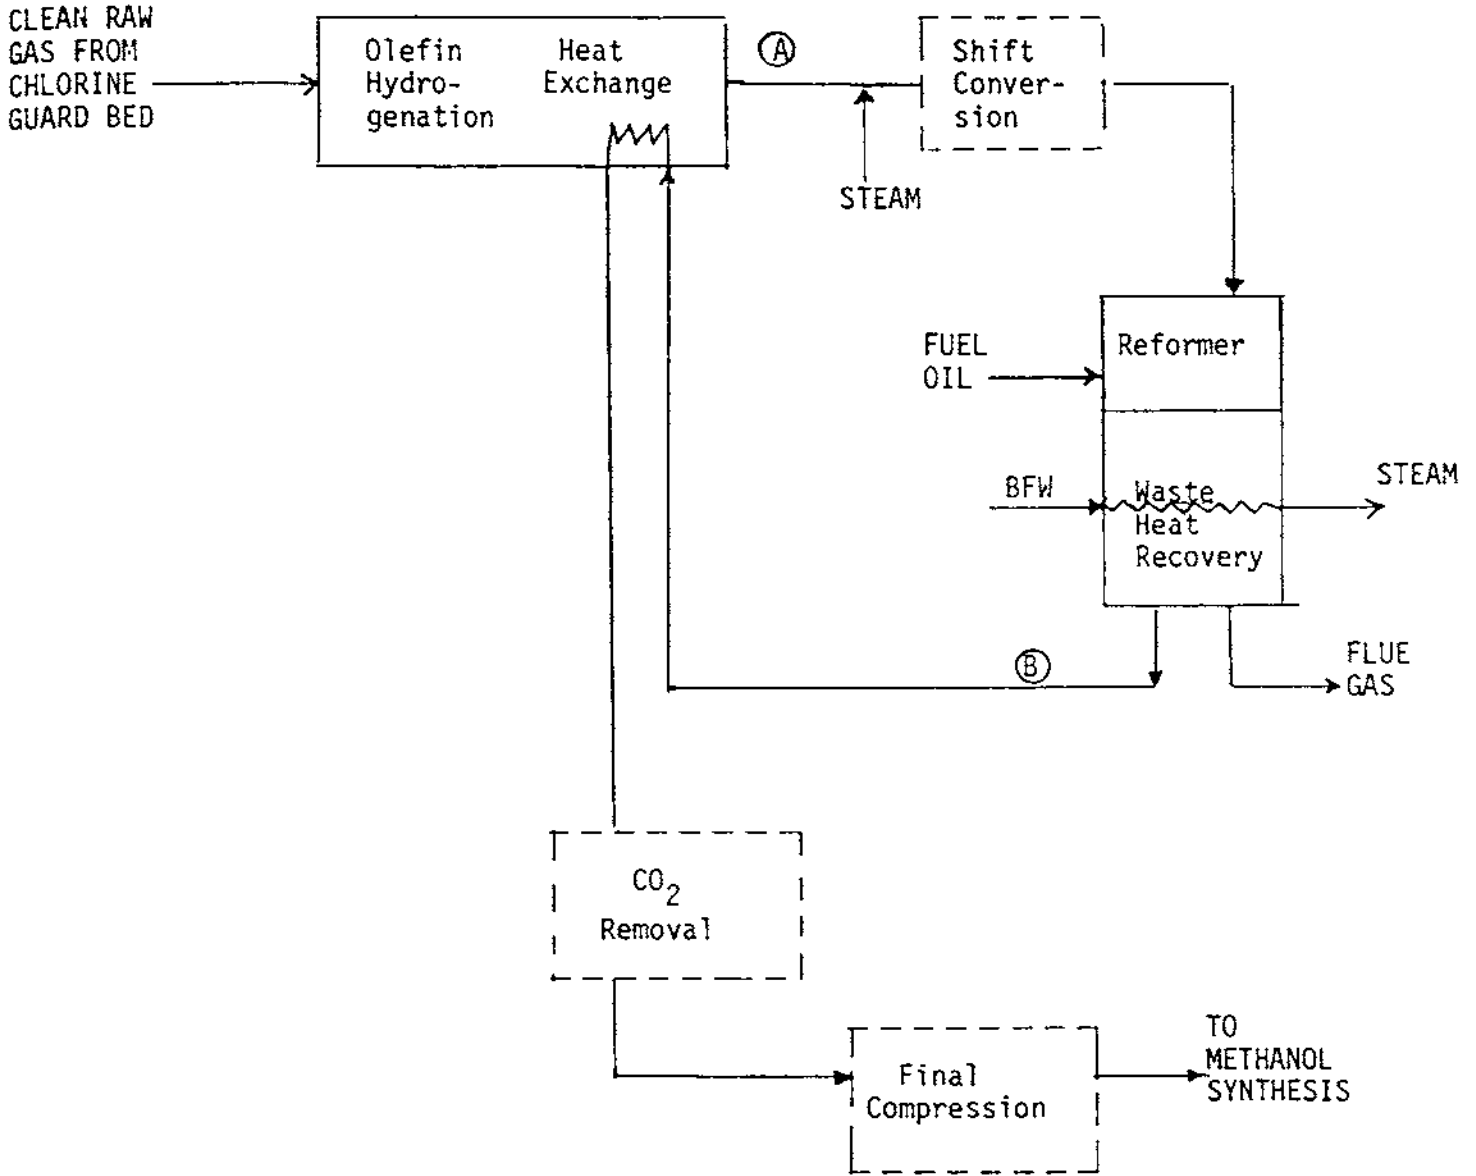 CLEAN RAW
GAS FROM
CHLORINE
GUARD BED
Olefin
Hydro-
genation
Heat
Exchange
A
STEAM
Shift
Conver-
sion
FUEL
OIL
Reformer
BFW
Waste
Heat
Recovery
STEAM
B
FLUE
GAS
CO2
Removal
Final
Compression
TO
METHANOL
SYNTHESIS